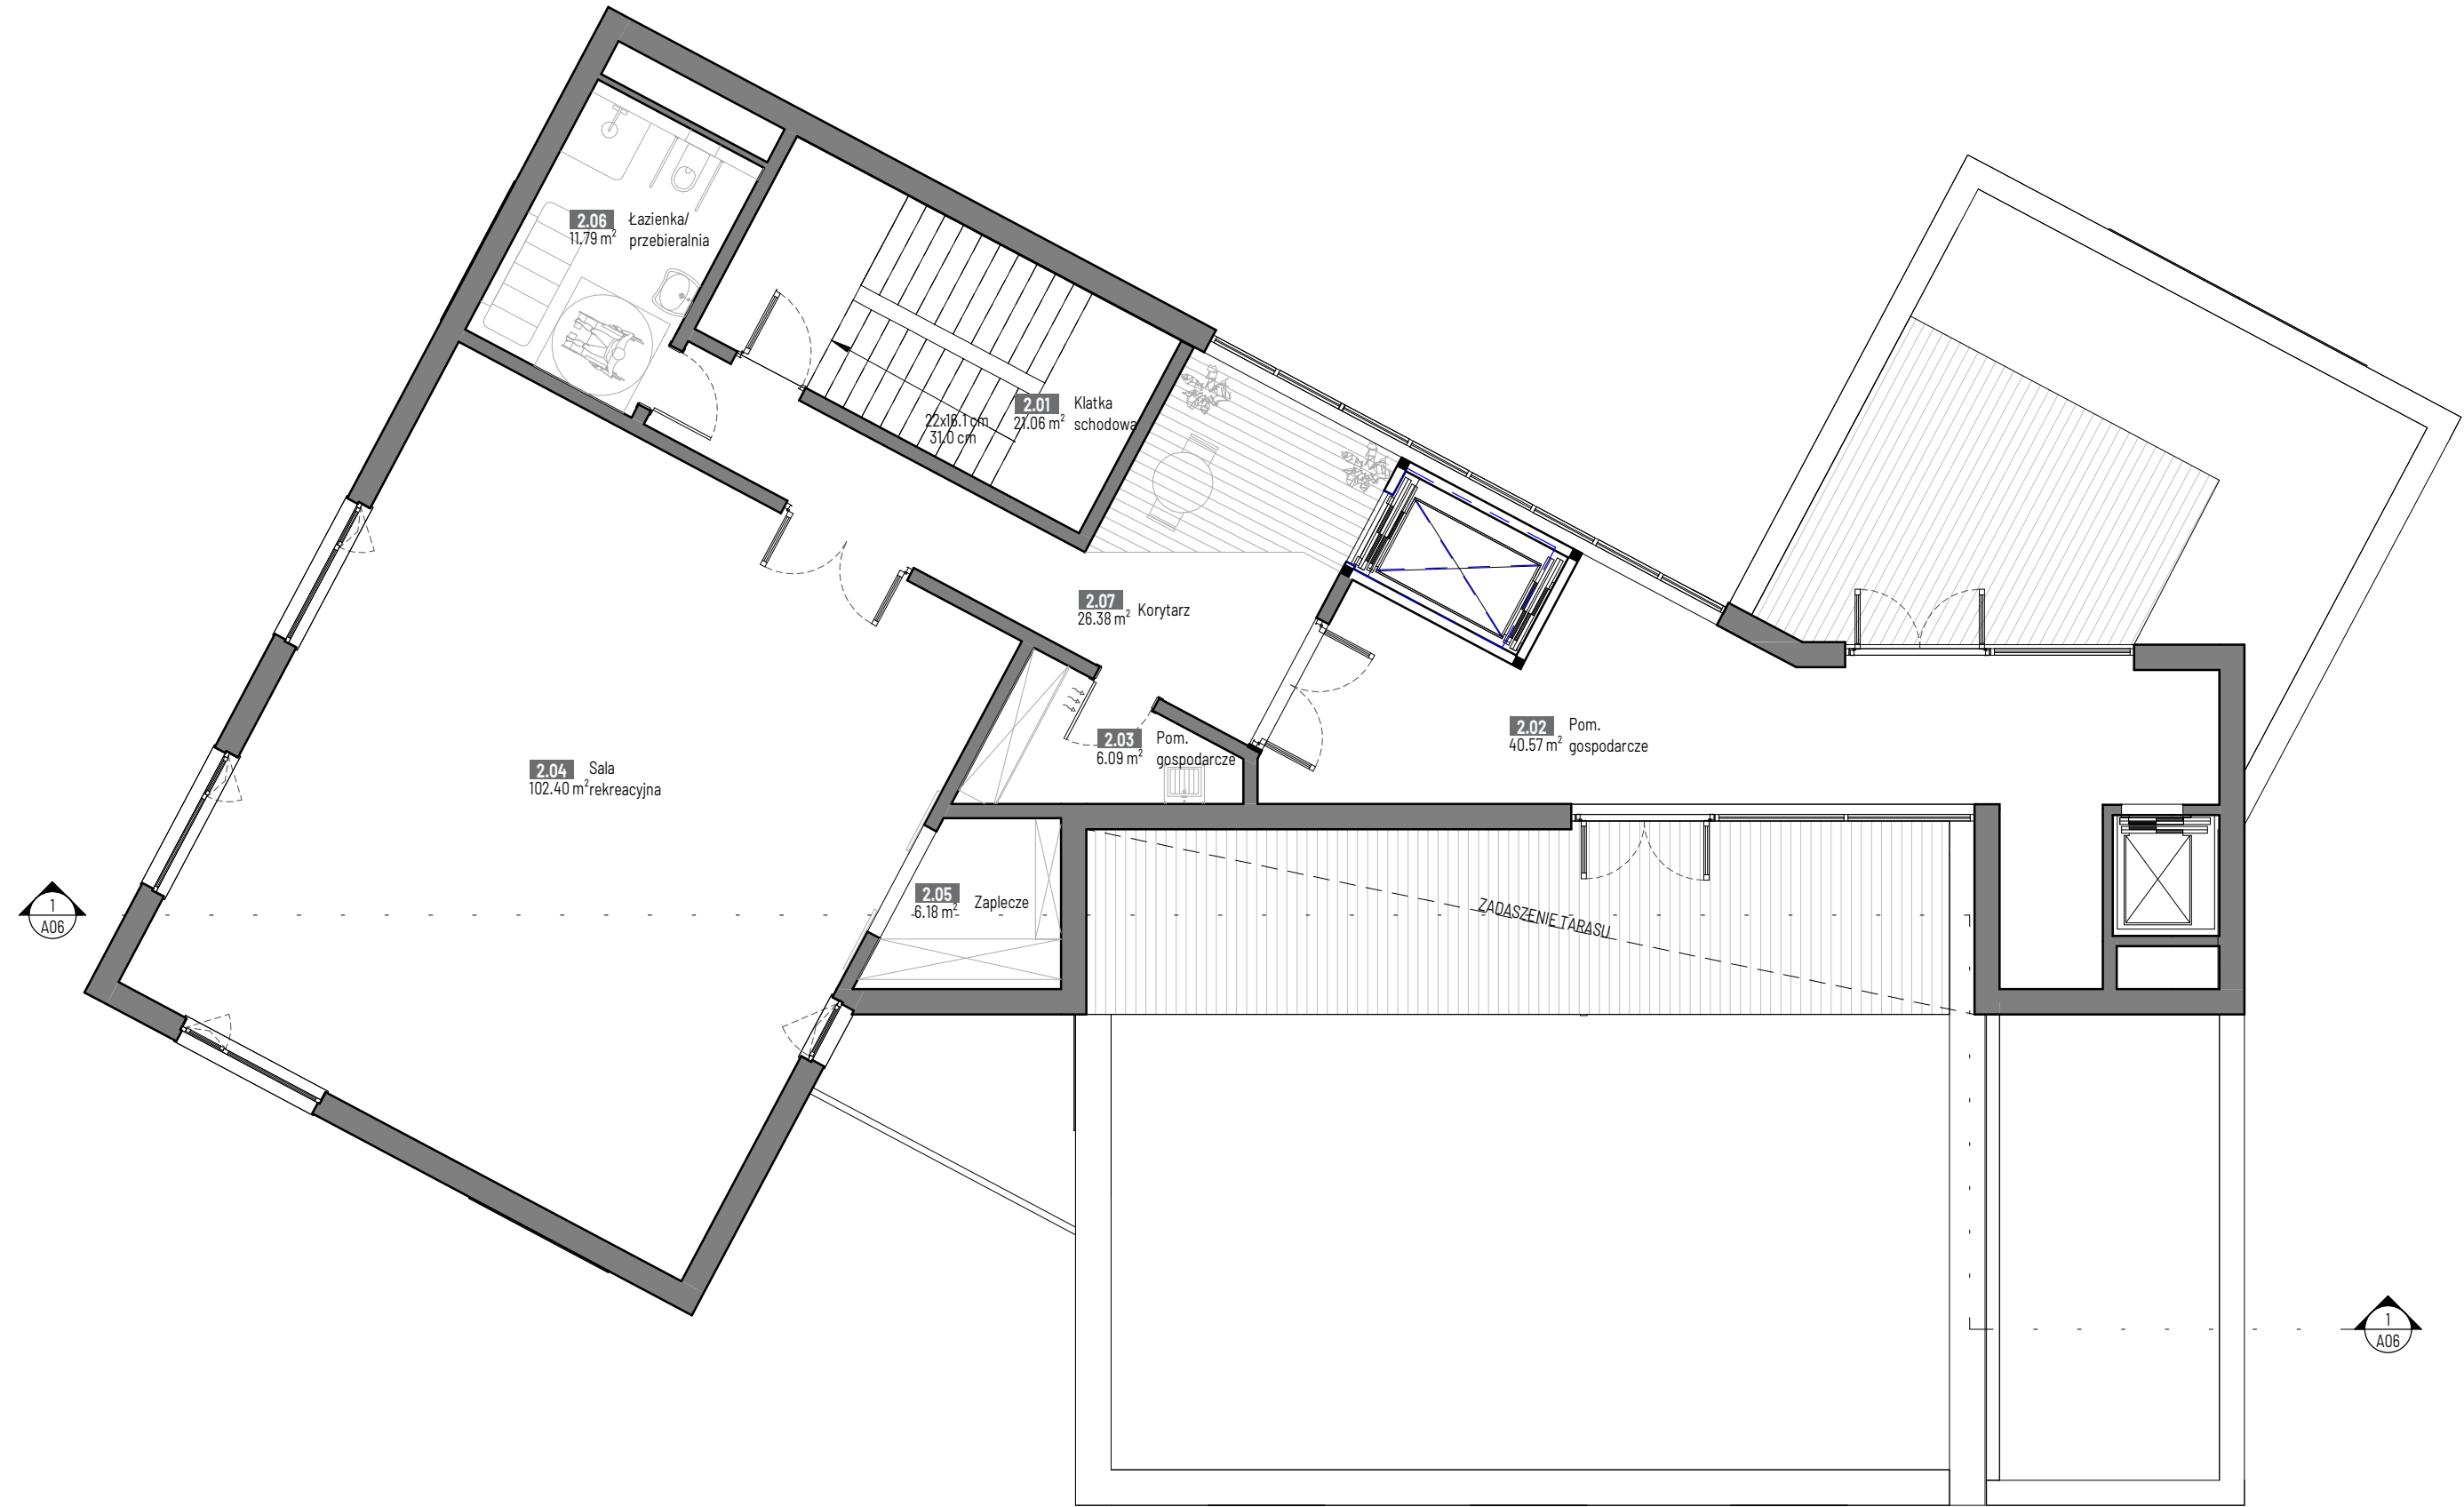 2.06 Łazienka/
11.79 m² przebieralnia
2.01 Klatka
21.06 m² schodowa
22x16.1 cm
31.0 cm
2.07 Korytarz
26.38 m²
2.02 Pom.
40.57 m² gospodarcze
2.03 Pom.
6.09 m² gospodarcze
2.04 Sala
102.40 m² rekreacyjna
2.05 Zaplecze
6.18 m²
ZADASZENIE TARASU
1
A06
1
A06